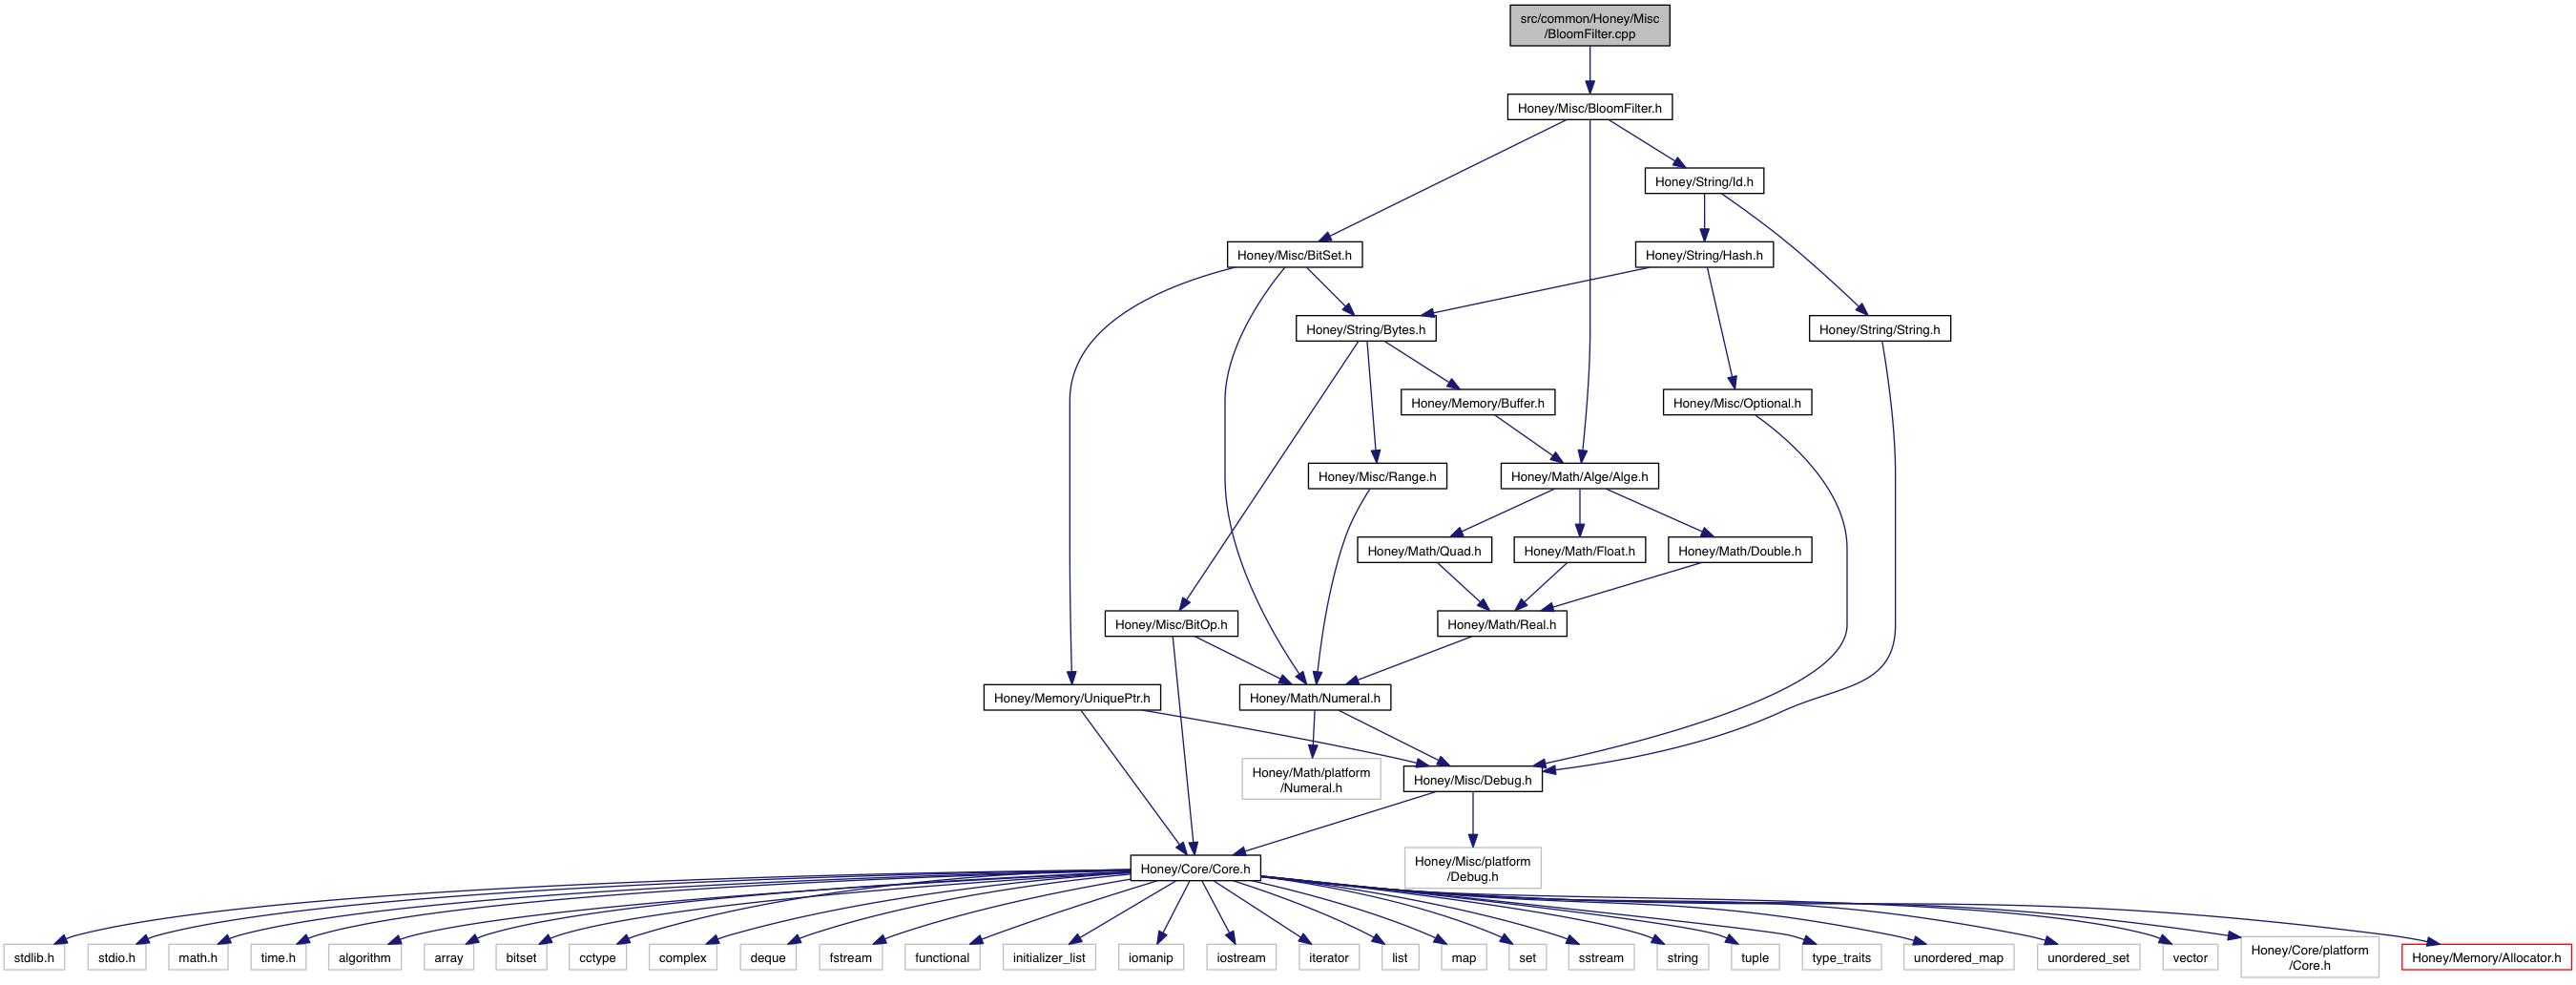 src/common/Honey/Misc
/BloomFilter.cpp
Honey/Misc/BloomFilter.h
Honey/String/Id.h
Honey/Misc/BitSet.h
Honey/String/Hash.h
Honey/String/Bytes.h
Honey/String/String.h
Honey/Memory/Buffer.h
Honey/Misc/Optional.h
Honey/Misc/Range.h
Honey/Math/Alge/Alge.h
Honey/Math/Quad.h
Honey/Math/Float.h
Honey/Math/Double.h
Honey/Misc/BitOp.h
Honey/Math/Real.h
Honey/Memory/UniquePtr.h
Honey/Math/Numeral.h
Honey/Math/platform
/Numeral.h
Honey/Misc/Debug.h
Honey/Misc/platform
/Debug.h
Honey/Core/Core.h
stdlib.h
stdio.h
math.h
time.h
algorithm
array
bitset
cctype
complex
deque
fstream
functional
initializer_list
iomanip
iostream
iterator
list
map
set
sstream
string
tuple
type_traits
unordered_map
unordered_set
vector
Honey/Core/platform
/Core.h
Honey/Memory/Allocator.h